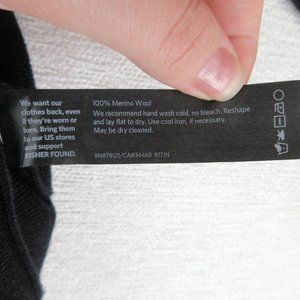 We want our
clothes back, even
if they're worn or
torn. Bring them
to our US stores
and support
FISHER FOUND.
100% Merino Wool
We recommend hand wash cold, no bleach. Reshape
and lay flat to dry. Use cool iron, if necessary.
May be dry cleaned.
RN#78121/CA#34460 R17JN